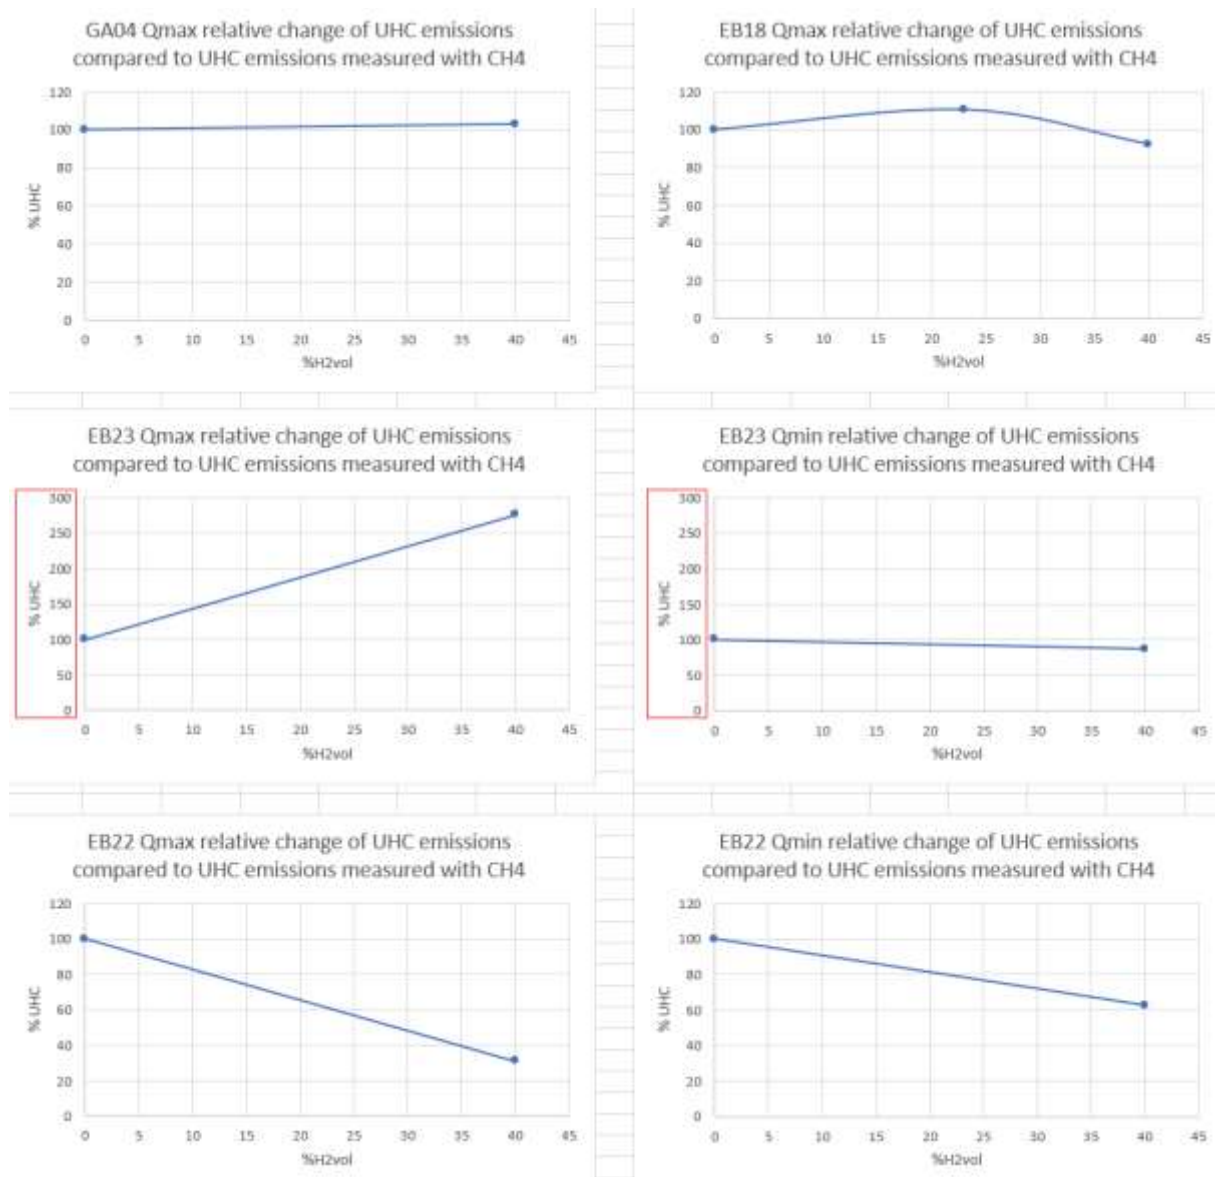 GA04 Qmax relative change of UHC emissions
compared to UHC emissions measured with CH4
120
100
80
60
40
20
0
% UHC
0 5 10 15 20 25 30 35 40 45
%H2vol
EB18 Qmax relative change of UHC emissions
compared to UHC emissions measured with CH4
120
100
80
60
40
20
0
% UHC
0 5 10 15 20 25 30 35 40 45
%H2vol
EB23 Qmax relative change of UHC emissions
compared to UHC emissions measured with CH4
300
250
200
150
100
50
0
% UHC
0 5 10 15 20 25 30 35 40 45
%H2vol
EB23 Qmin relative change of UHC emissions
compared to UHC emissions measured with CH4
300
250
200
150
100
50
0
% UHC
0 5 10 15 20 25 30 35 40 45
%H2vol
EB22 Qmax relative change of UHC emissions
compared to UHC emissions measured with CH4
120
100
80
60
40
20
0
% UHC
0 5 10 15 20 25 30 35 40 45
%H2vol
EB22 Qmin relative change of UHC emissions
compared to UHC emissions measured with CH4
120
100
80
60
40
20
0
% UHC
0 5 10 15 20 25 30 35 40 45
%H2vol